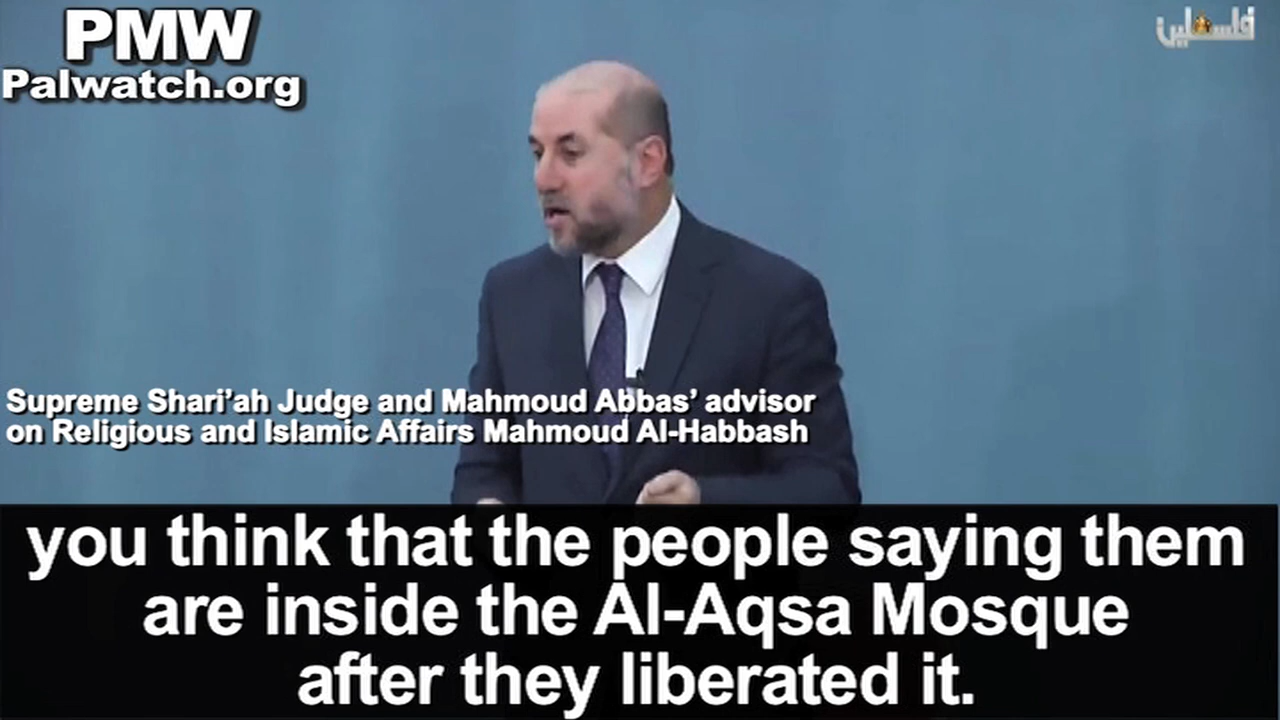 PMW
Palwatch.org
فلسطين
Supreme Shari’ah Judge and Mahmoud Abbas’ advisor
on Religious and Islamic Affairs Mahmoud Al-Habbash
you think that the people saying them
are inside the Al-Aqsa Mosque
after they liberated it.